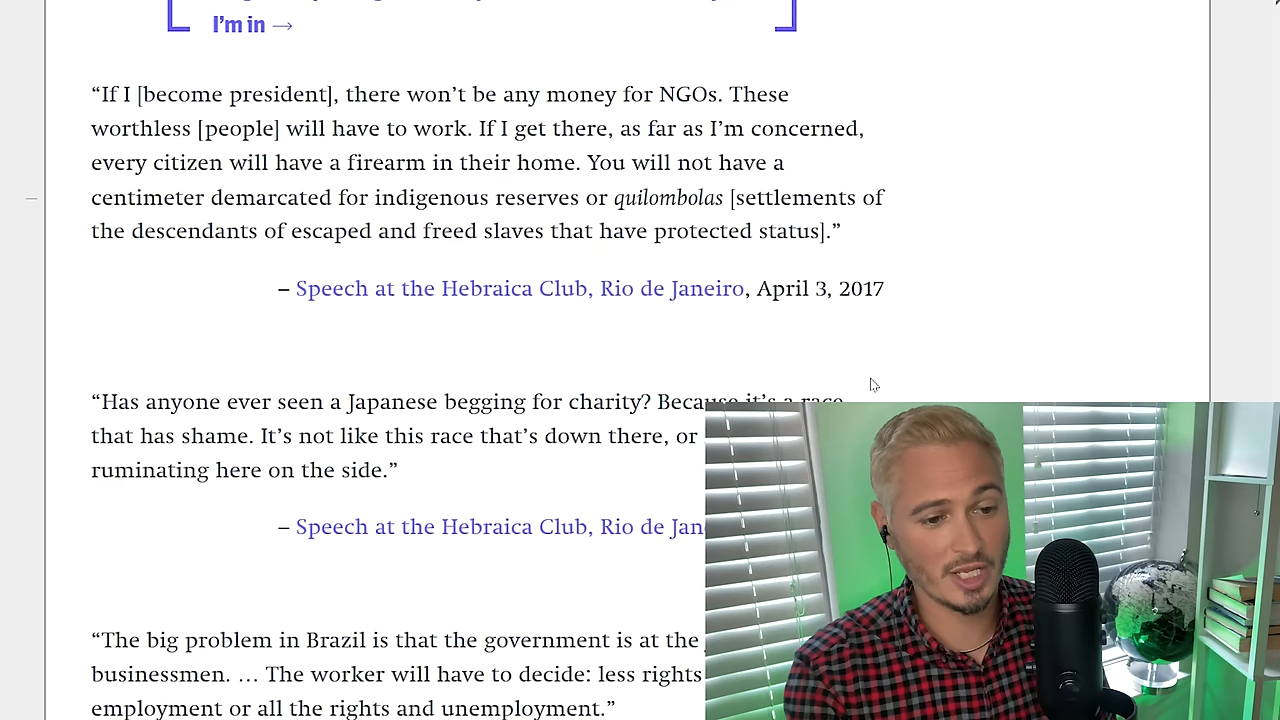 I'm in →
“If I [become president], there won’t be any money for NGOs. These
worthless [people] will have to work. If I get there, as far as I’m concerned,
every citizen will have a firearm in their home. You will not have a
centimeter demarcated for indigenous reserves or quilombolas [settlements of
the descendants of escaped and freed slaves that have protected status].”
– Speech at the Hebraica Club, Rio de Janeiro, April 3, 2017
“Has anyone ever seen a Japanese begging for charity? Because it’s a race
that has shame. It’s not like this race that’s down there, or
ruminating here on the side.”
– Speech at the Hebraica Club, Rio de Jan
“The big problem in Brazil is that the government is at the
businessmen. … The worker will have to decide: less rights
employment or all the rights and unemployment.”